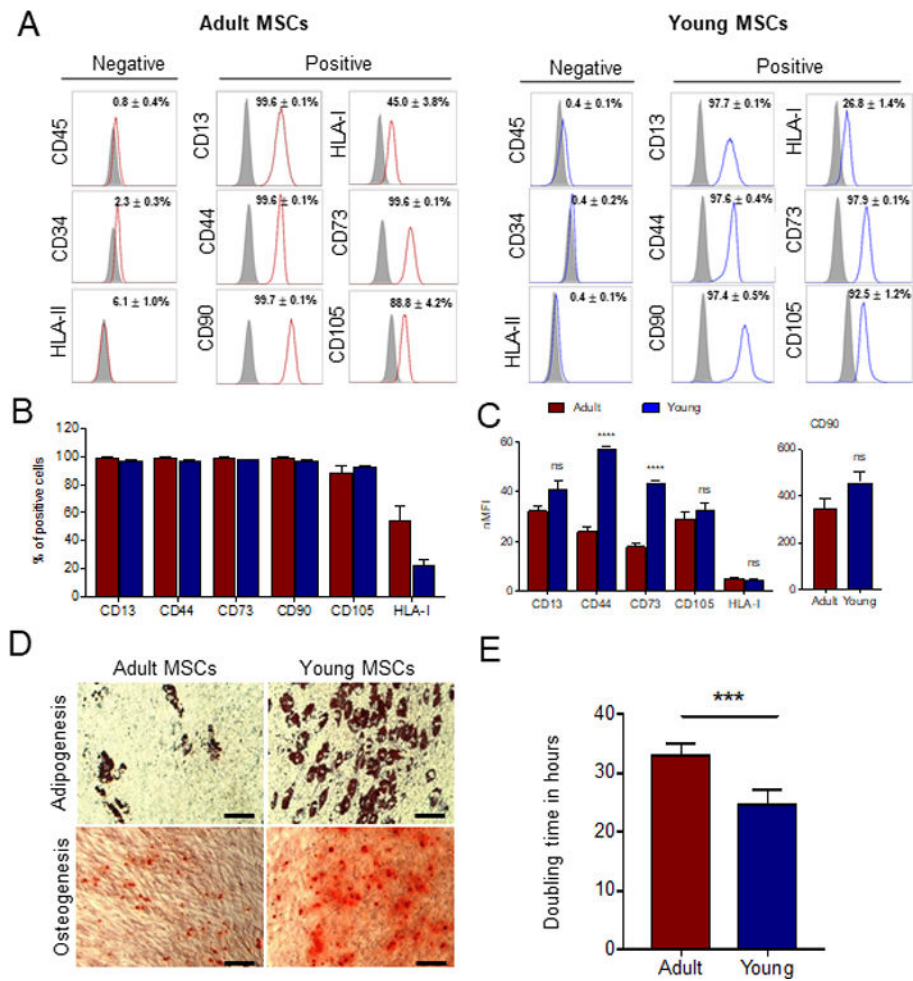 A
Adult MSCs
Young MSCs
Negative
Positive
Negative
Positive
CD45
0.8 ± 0.4%
CD13
99.6 ± 0.1%
HLA-I
45.0 ± 3.8%
CD45
0.4 ± 0.1%
CD13
97.7 ± 0.1%
HLA-I
26.8 ± 1.4%
CD34
2.3 ± 0.3%
CD44
99.6 ± 0.1%
CD73
99.6 ± 0.1%
CD34
0.4 ± 0.2%
CD44
97.6 ± 0.4%
CD73
97.9 ± 0.1%
HLA-II
6.1 ± 1.0%
CD90
99.7 ± 0.1%
CD105
88.8 ± 4.2%
HLA-II
0.4 ± 0.1%
CD90
97.4 ± 0.5%
CD105
92.5 ± 1.2%
B
% of positive cells
120
100
80
60
40
20
0
CD13 CD44 CD73 CD90 CD105 HLA-I
C
Adult Young
nMFI
60
40
20
0
ns
****
****
ns
ns
CD13 CD44 CD73 CD105 HLA-I
CD90
600
400
200
0
ns
Adult Young
D
Adult MSCs Young MSCs
Adipogenesis
Osteogenesis
E
Doubling time in hours
40
30
20
10
0
***
Adult Young